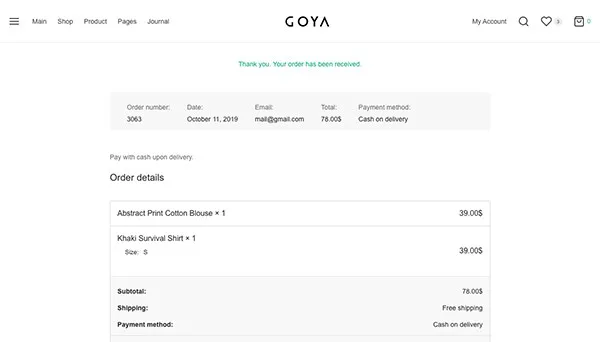 Main Shop Product Pages Journal GOYA My Account 3 0
Thank you. Your order has been received.
Order number: Date: Email: Total: Payment method:
3063 October 11, 2019 mail@gmail.com 78.00$ Cash on delivery
Pay with cash upon delivery.
Order details
Abstract Print Cotton Blouse × 1 39.00$
Khaki Survival Shirt × 1
Size: S 39.00$
Subtotal: 78.00$
Shipping: Free shipping
Payment method: Cash on delivery